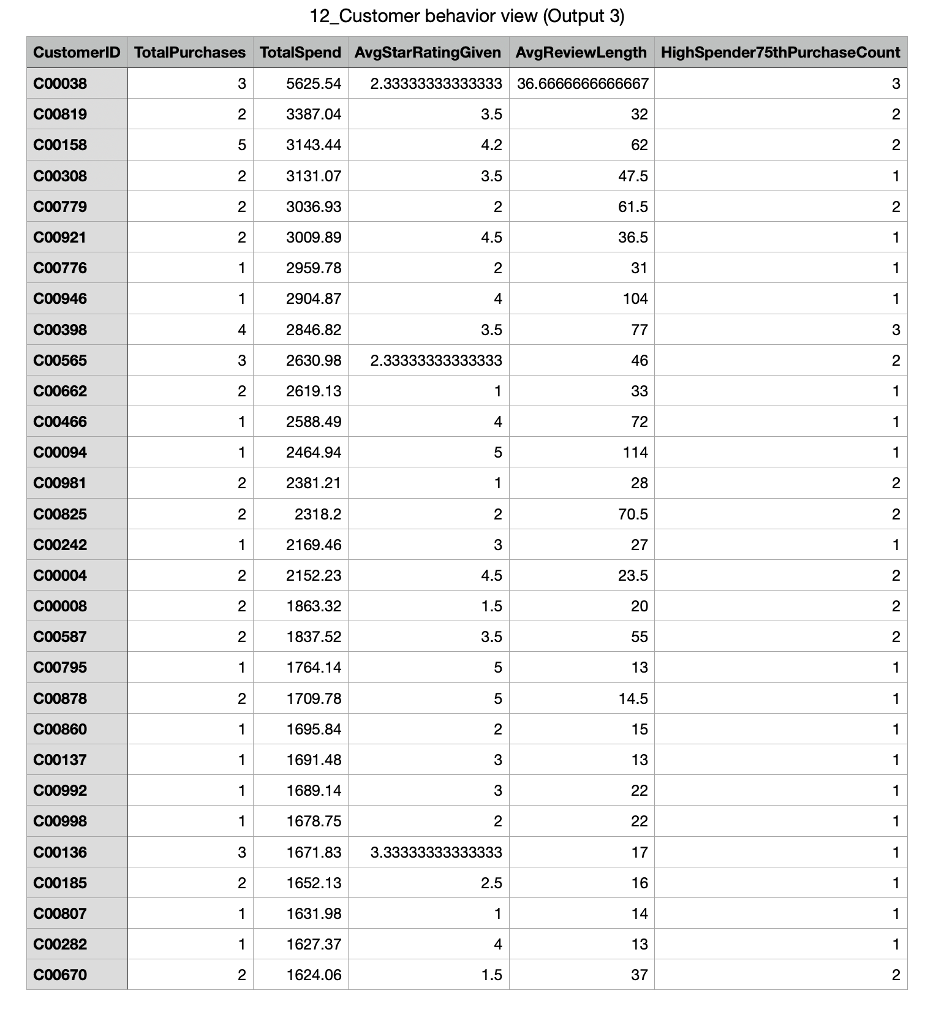 12_Customer behavior view (Output 3)
CustomerID TotalPurchases TotalSpend AvgStarRatingGiven AvgReviewLength HighSpender75thPurchaseCount
C00038 3 5625.54 2.33333333333333 36.6666666666667 3
C00819 2 3387.04 3.5 32 2
C00158 5 3143.44 4.2 62 2
C00308 2 3131.07 3.5 47.5 1
C00779 2 3036.93 2 61.5 2
C00921 2 3009.89 4.5 36.5 1
C00776 1 2959.78 2 31 1
C00946 1 2904.87 4 104 1
C00398 4 2846.82 3.5 77 3
C00565 3 2630.98 2.33333333333333 46 2
C00662 2 2619.13 1 33 1
C00466 1 2588.49 4 72 1
C00094 1 2464.94 5 114 1
C00981 2 2381.21 1 28 2
C00825 2 2318.2 2 70.5 2
C00242 1 2169.46 3 27 1
C00004 2 2152.23 4.5 23.5 2
C00008 2 1863.32 1.5 20 2
C00587 2 1837.52 3.5 55 2
C00795 1 1764.14 5 13 1
C00878 2 1709.78 5 14.5 1
C00860 1 1695.84 2 15 1
C00137 1 1691.48 3 13 1
C00992 1 1689.14 3 22 1
C00998 1 1678.75 2 22 1
C00136 3 1671.83 3.33333333333333 17 1
C00185 2 1652.13 2.5 16 1
C00807 1 1631.98 1 14 1
C00282 1 1627.37 4 13 1
C00670 2 1624.06 1.5 37 2